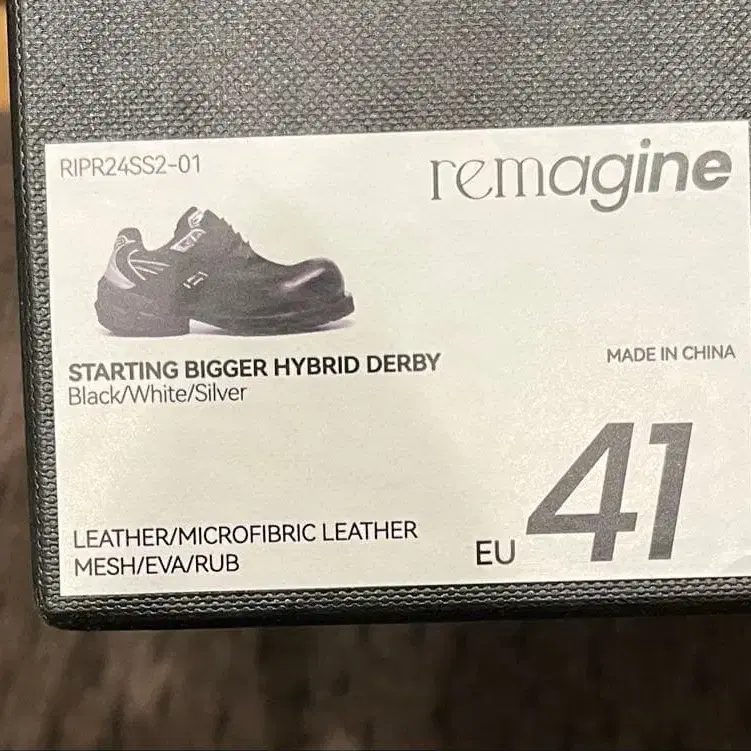 RIPR24SS2-01
remagine
STARTING BIGGER HYBRID DERBY
Black/White/Silver
MADE IN CHINA
LEATHER/MICROFIBRIC LEATHER
MESH/EVA/RUB
EU 41